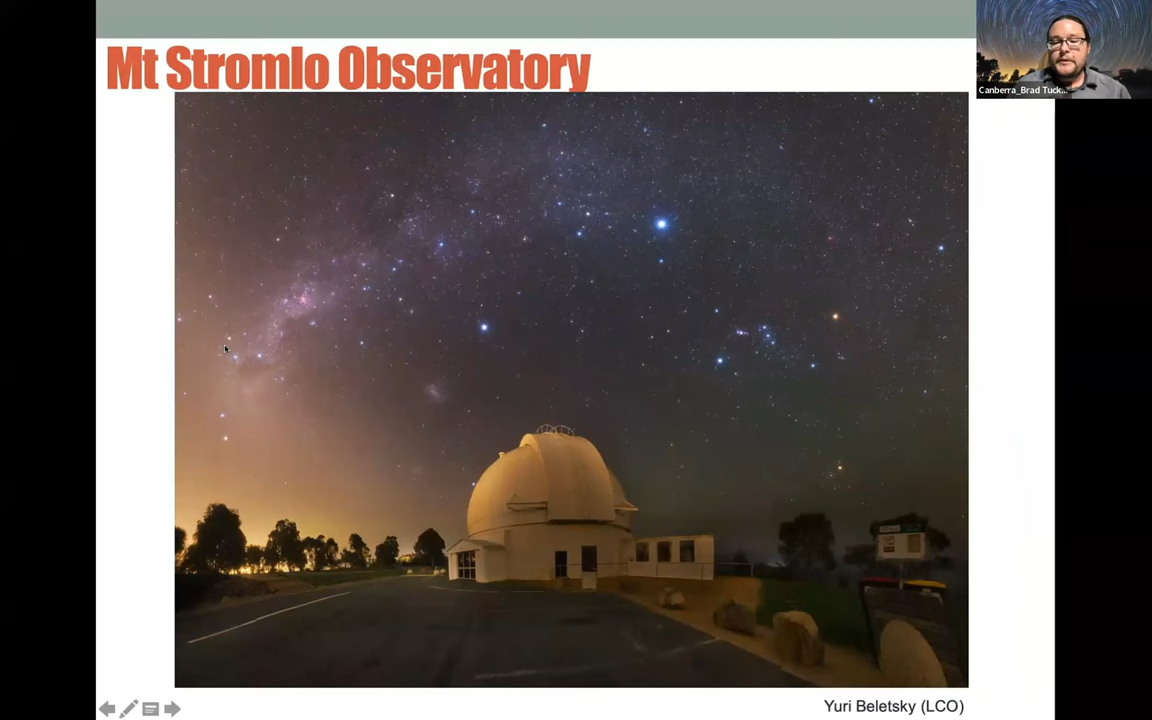 Mt Stromlo Observatory
Canberra_Brad Tuck...
Yuri Beletsky (LCO)